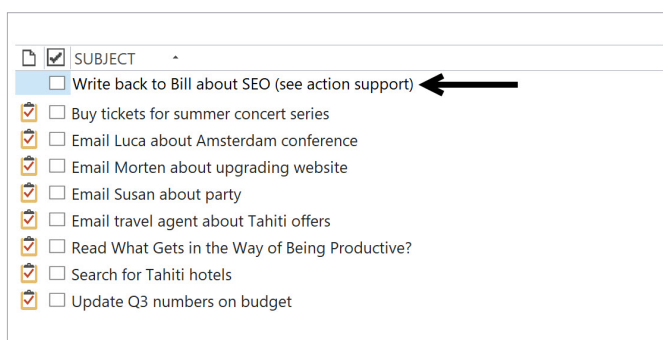 SUBJECT
Write back to Bill about SEO (see action support)
Buy tickets for summer concert series
Email Luca about Amsterdam conference
Email Morten about upgrading website
Email Susan about party
Email travel agent about Tahiti offers
Read What Gets in the Way of Being Productive?
Search for Tahiti hotels
Update Q3 numbers on budget